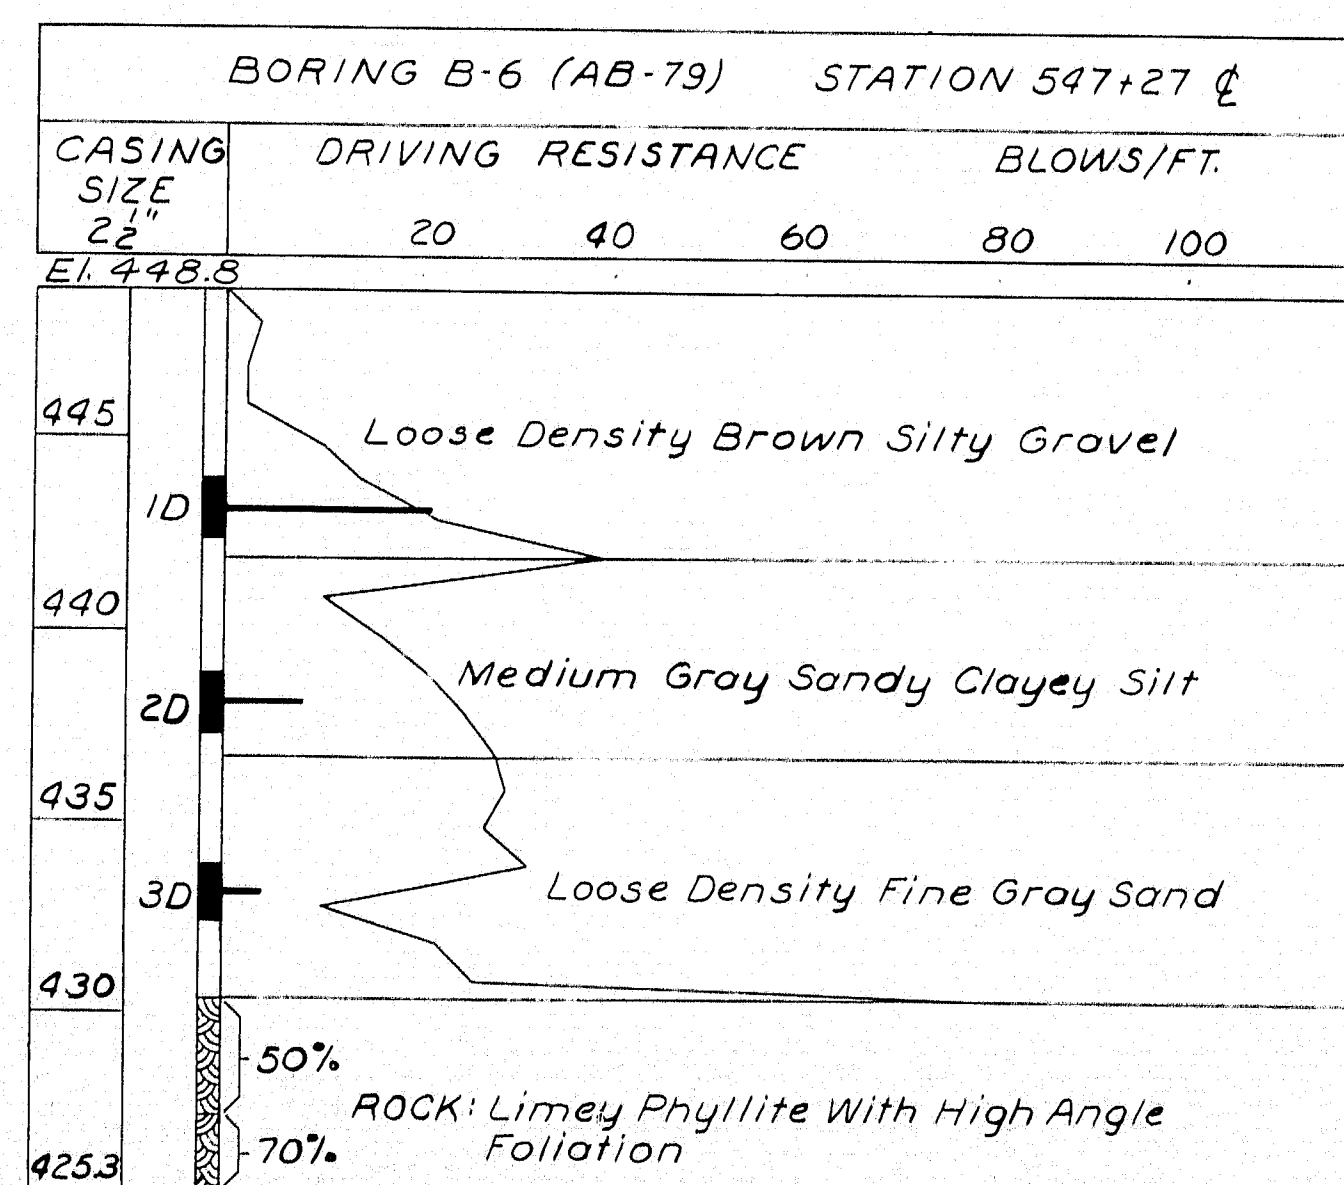 BORING B-6 (AB-79) STATION 547+27 ℄
CASING DRIVING RESISTANCE BLOWS/FT.
SIZE
2½" 20 40 60 80 100
El. 448.8
445
Loose Density Brown Silty Gravel
1D
440
Medium Gray Sandy Clayey Silt
2D
435
3D Loose Density Fine Gray Sand
430
50%
ROCK: Limey Phyllite With High Angle
Foliation
70%
425.3